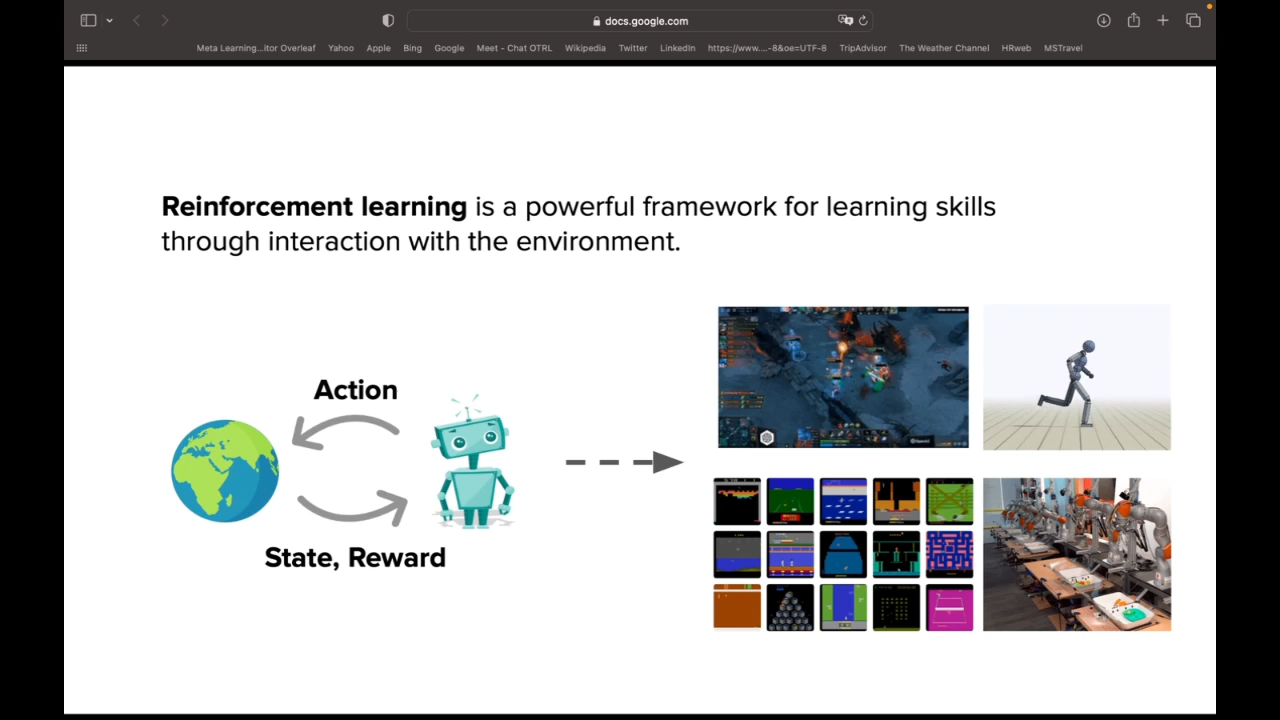 docs.google.com
Meta Learning...itor Overleaf Yahoo Apple Bing Google Meet - Chat OTRL Wikipedia Twitter LinkedIn https://www....-8&oe=UTF-8 TripAdvisor The Weather Channel HRweb MSTravel
Reinforcement learning is a powerful framework for learning skills
through interaction with the environment.
Action
State, Reward